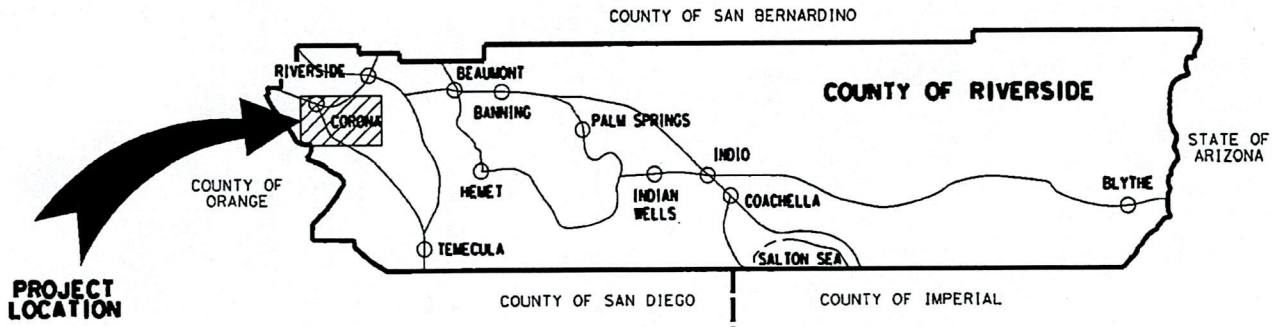 COUNTY OF SAN BERNARDINO
RIVERSIDE
BEAUMONT
COUNTY OF RIVERSIDE
BANNING
CORONA
PALM SPRINGS
STATE OF
ARIZONA
INDIO
COUNTY OF
ORANGE
HEMET
INDIAN
WELLS
COACHELLA
BLYTHE
TEMECULA
SALTON SEA
PROJECT
LOCATION
COUNTY OF SAN DIEGO
COUNTY OF IMPERIAL